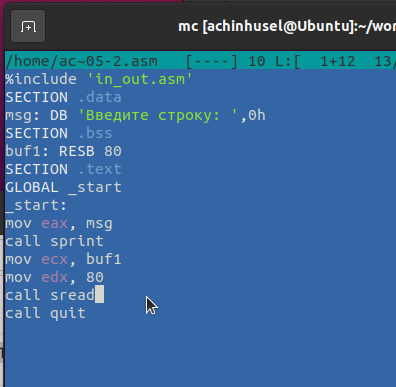 mc [achinhusel@Ubuntu]:~/wor
/home/ac~05-2.asm [----] 10 L:[ 1+12 13/
%include 'in_out.asm'
SECTION .data
msg: DB 'Введите строку: ',0h
SECTION .bss
buf1: RESB 80
SECTION .text
GLOBAL _start
_start:
mov eax, msg
call sprint
mov ecx, buf1
mov edx, 80
call sread
call quit